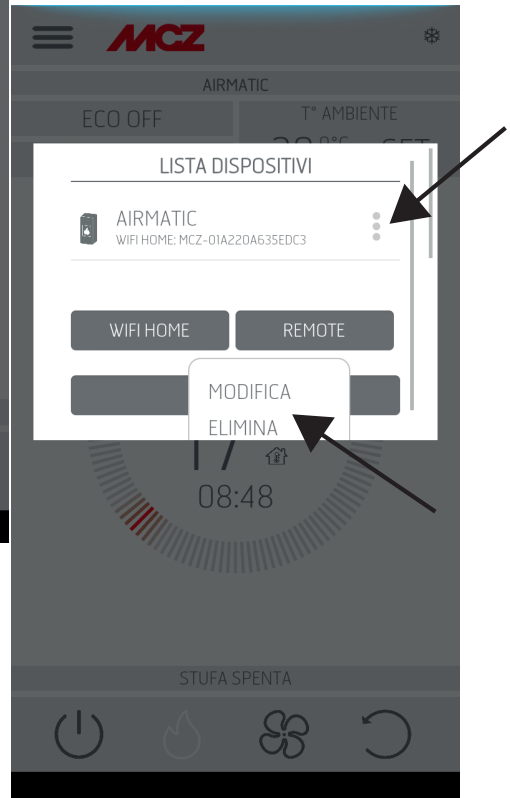 MCZ
AIRMATIC
ECO OFF
T° AMBIENTE
SET
LISTA DISPOSITIVI
AIRMATIC
WIFI HOME: MCZ-01A220A635EDC3
WIFI HOME
REMOTE
MODIFICA
ELIMINA
17
08:48
STUFA SPENTA